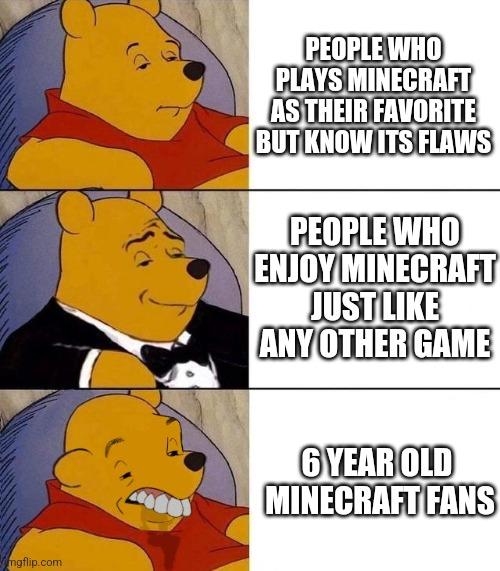 PEOPLE WHO
PLAYS MINECRAFT
AS THEIR FAVORITE
BUT KNOW ITS FLAWS
PEOPLE WHO
ENJOY MINECRAFT
JUST LIKE
ANY OTHER GAME
6 YEAR OLD
MINECRAFT FANS
imgflip.com